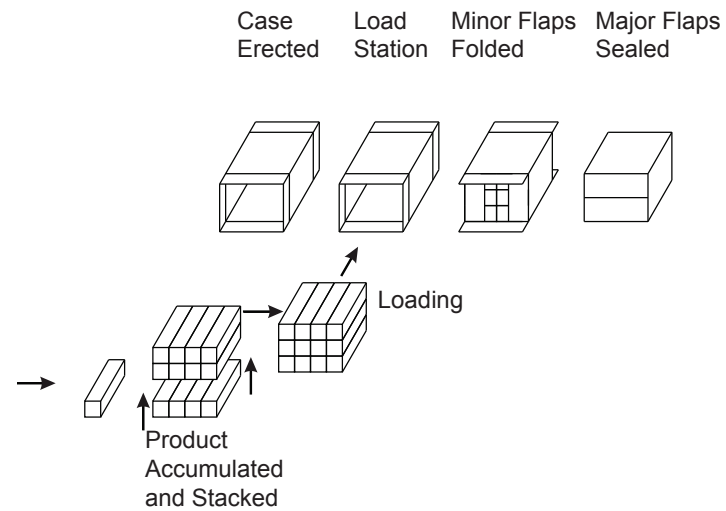 Case
Erected
Load
Station
Minor Flaps
Folded
Major Flaps
Sealed
Loading
Product
Accumulated
and Stacked